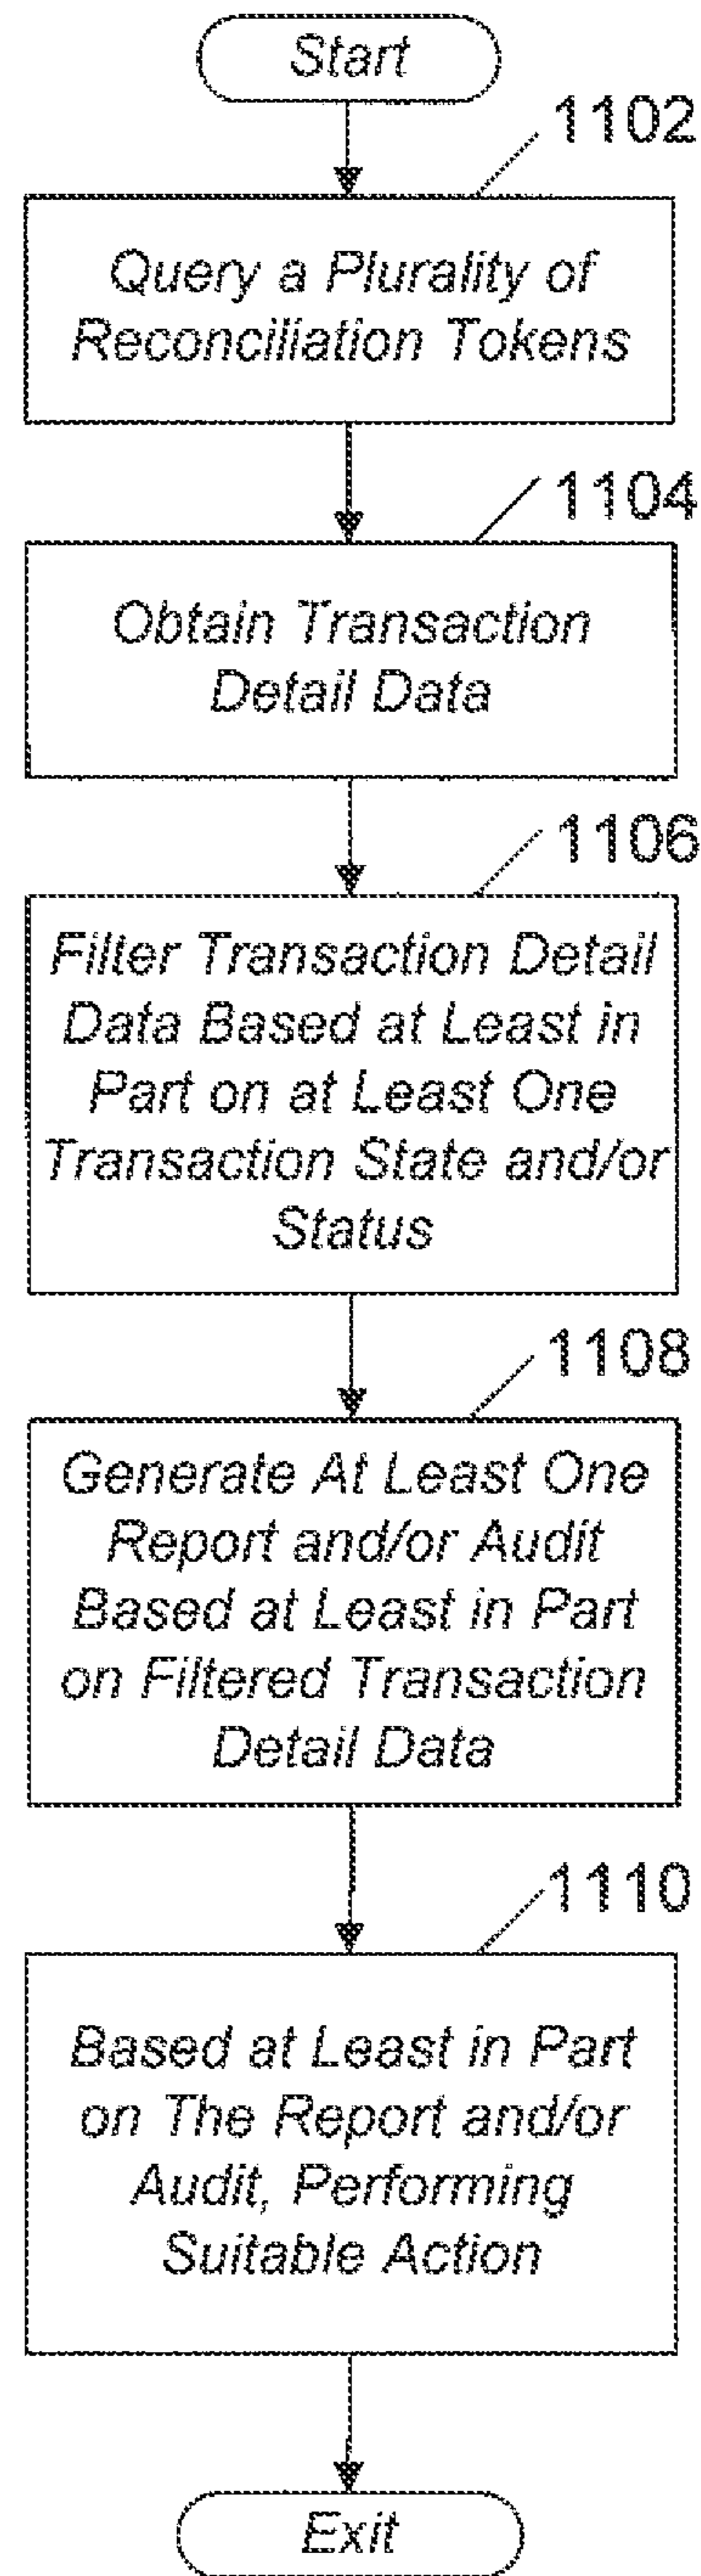 Start
1102
Query a Plurality of
Reconciliation Tokens
1104
Obtain Transaction
Detail Data
1106
Filter Transaction Detail
Data Based at Least in
Part on at Least One
Transaction State and/or
Status
1108
Generate At Least One
Report and/or Audit
Based at Least in Part
on Filtered Transaction
Detail Data
1110
Based at Least in Part
on The Report and/or
Audit, Performing
Suitable Action
Exit